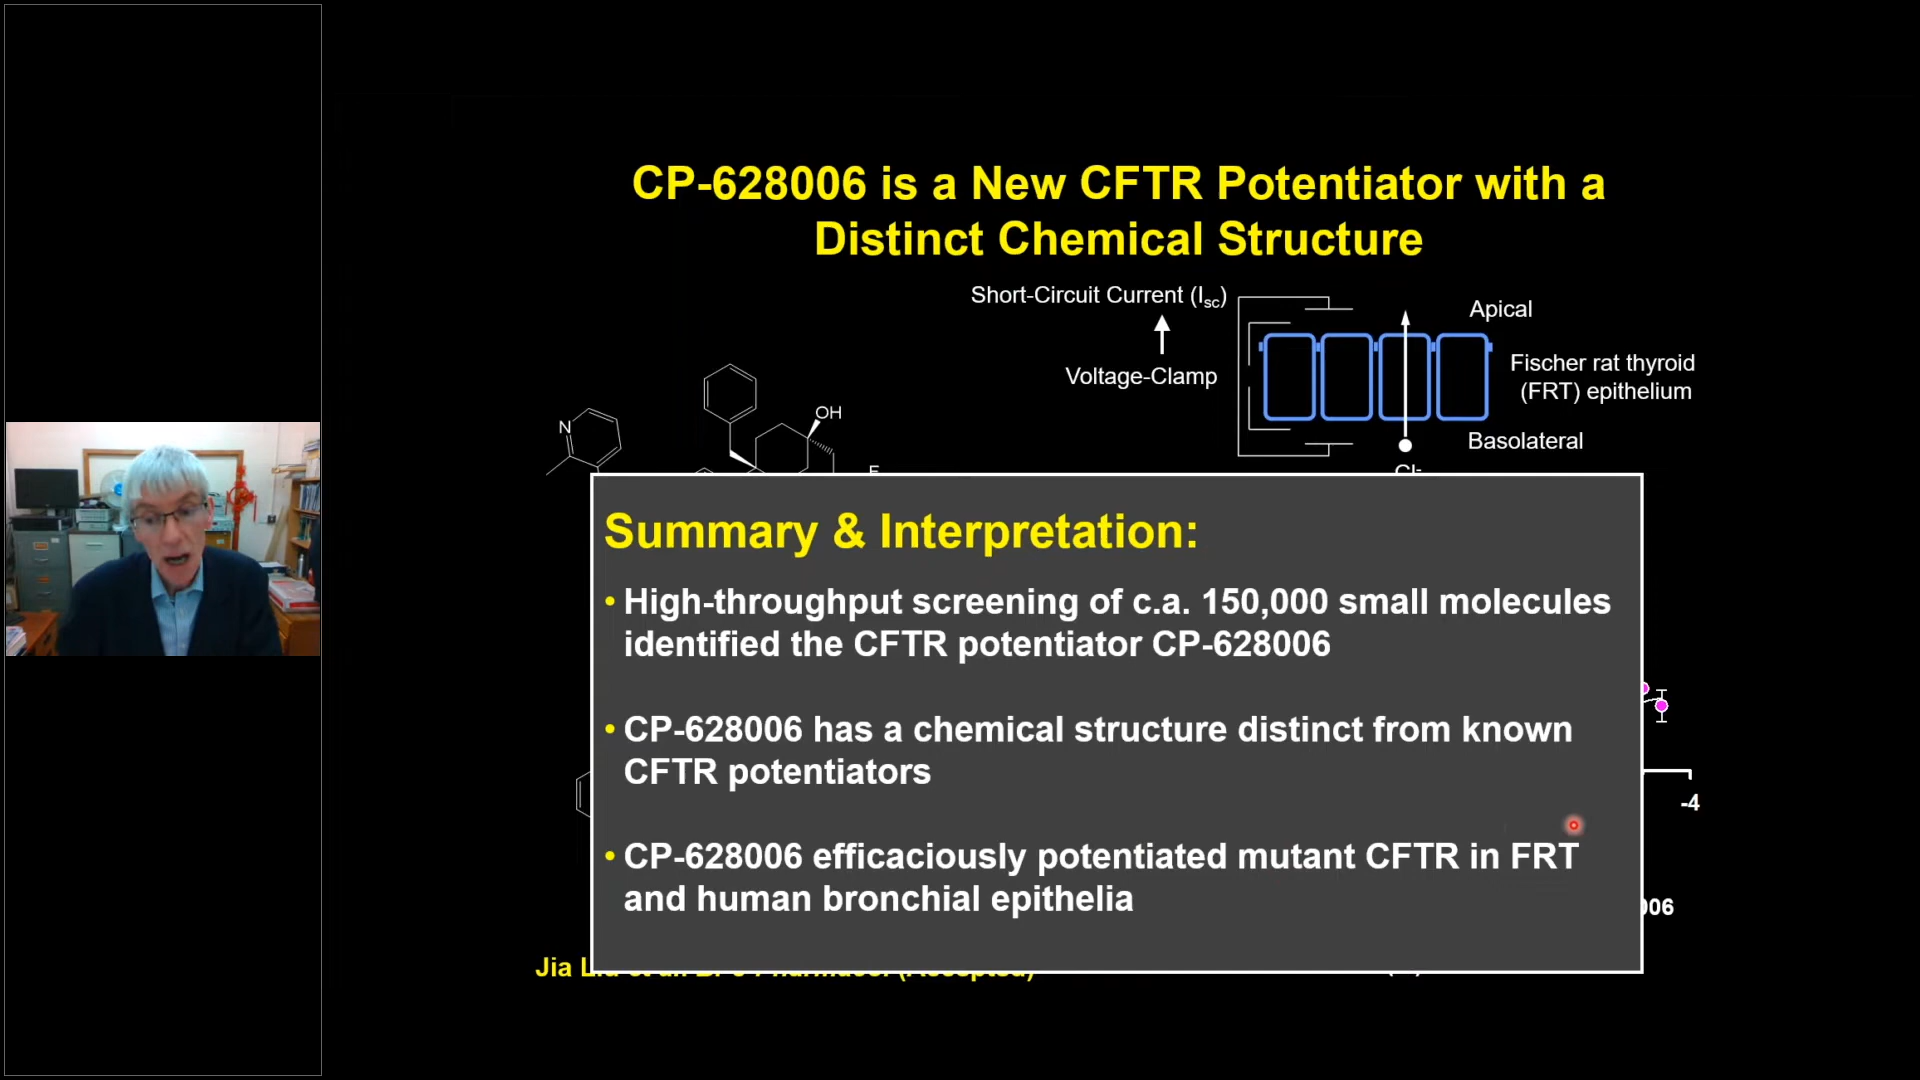 CP-628006 is a New CFTR Potentiator with a
Distinct Chemical Structure
Short-Circuit Current (Isc)
Apical
Voltage-Clamp
Fischer rat thyroid
(FRT) epithelium
Basolateral
Cl-
OH
N
F
Summary & Interpretation:
• High-throughput screening of c.a. 150,000 small molecules
identified the CFTR potentiator CP-628006
• CP-628006 has a chemical structure distinct from known
CFTR potentiators
• CP-628006 efficaciously potentiated mutant CFTR in FRT
and human bronchial epithelia
-4
006
Jia